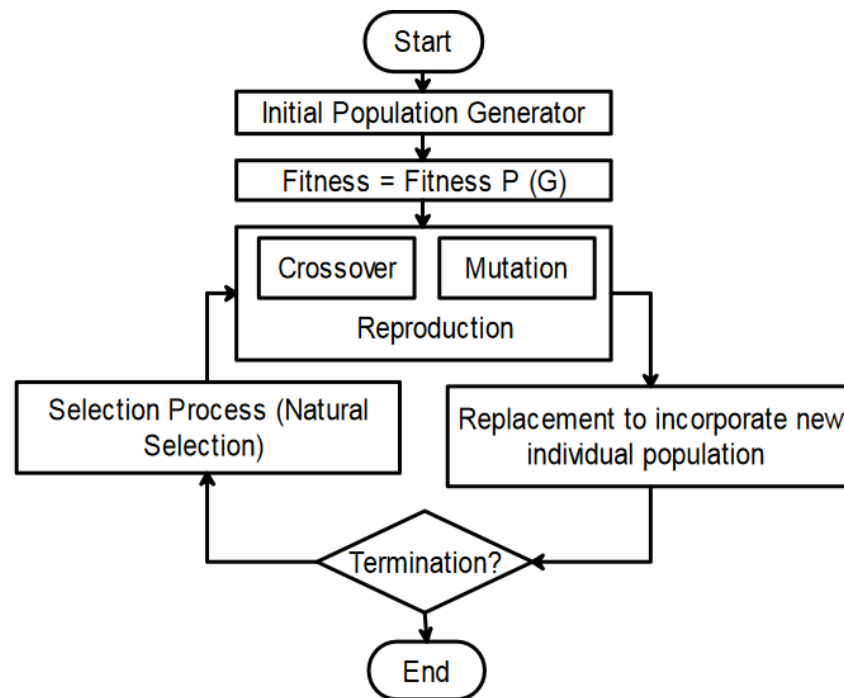 Start
Initial Population Generator
Fitness = Fitness P (G)
Crossover
Mutation
Reproduction
Selection Process (Natural
Selection)
Replacement to incorporate new
individual population
Termination?
End